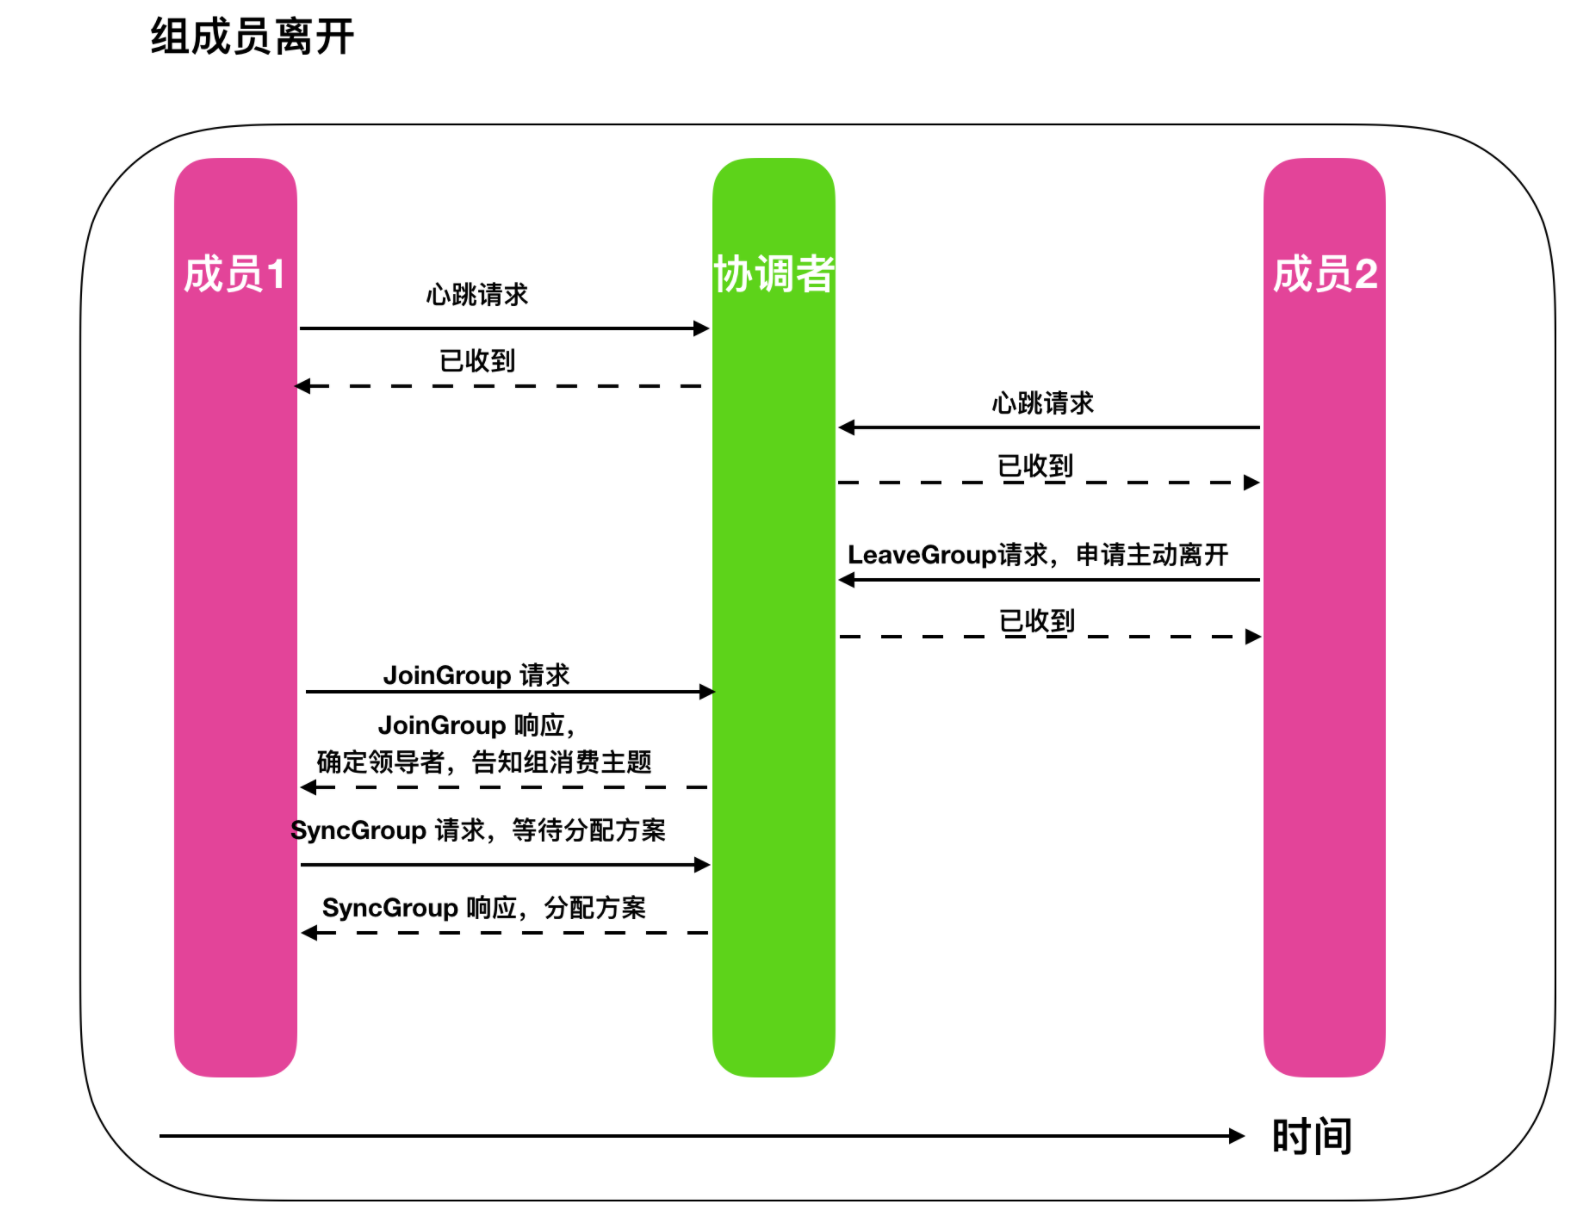 组成员离开
成员1
协调者
成员2
心跳请求
已收到
心跳请求
已收到
LeaveGroup请求，申请主动离开
已收到
JoinGroup 请求
JoinGroup 响应，
确定领导者，告知组消费主题
SyncGroup 请求，等待分配方案
SyncGroup 响应，分配方案
时间